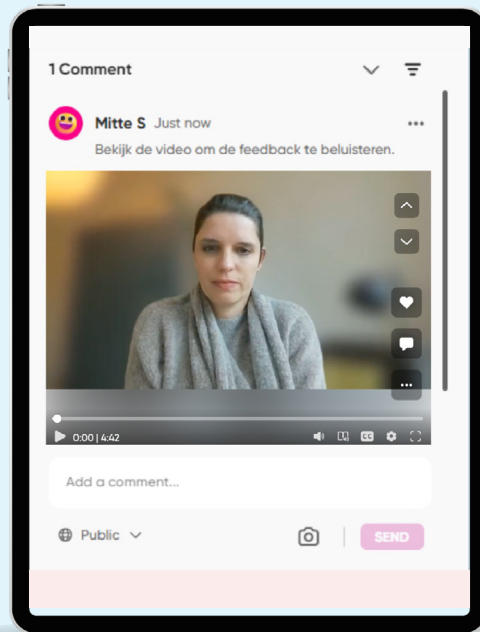 1 Comment
Mitte S Just now
Bekijk de video om de feedback te beluisteren.
0:00 | 4:42
CC
Add a comment...
Public
SEND